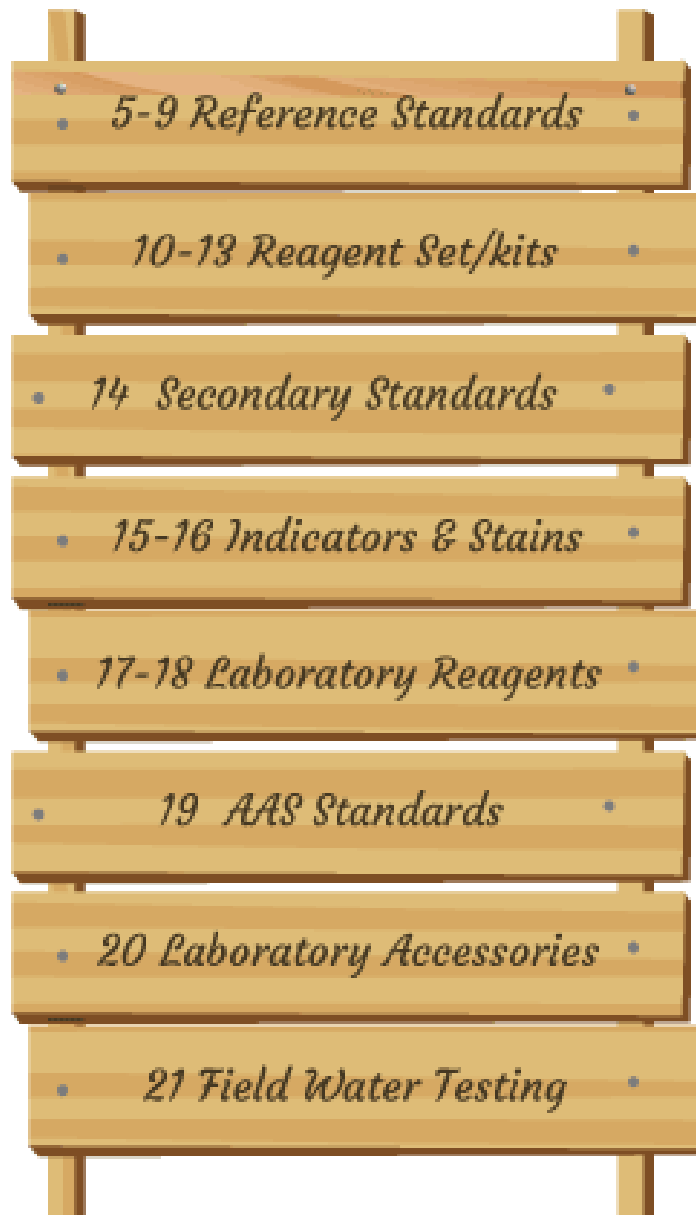 5-9 Reference Standards
10-13 Reagent Set/kits
14 Secondary Standards
15-16 Indicators & Stains
17-18 Laboratory Reagents
19 AAS Standards
20 Laboratory Accessories
21 Field Water Testing